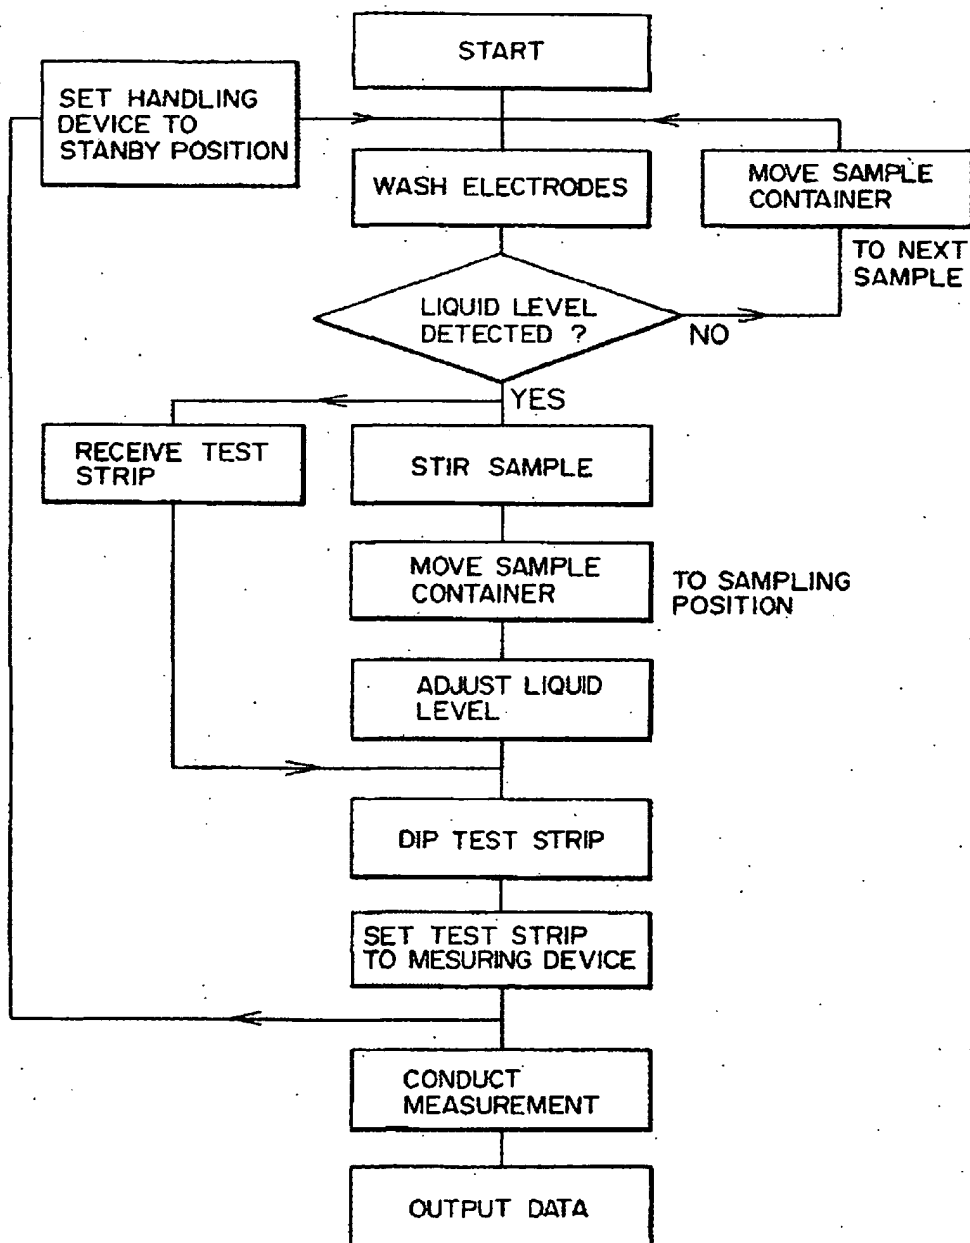 START
SET HANDLING
DEVICE TO
STANBY POSITION
WASH ELECTRODES
MOVE SAMPLE
CONTAINER
TO NEXT
SAMPLE
LIQUID LEVEL
DETECTED ?
NO
YES
RECEIVE TEST
STRIP
STIR SAMPLE
MOVE SAMPLE
CONTAINER
TO SAMPLING
POSITION
ADJUST LIQUID
LEVEL
DIP TEST STRIP
SET TEST STRIP
TO MESURING DEVICE
CONDUCT
MEASUREMENT
OUTPUT DATA